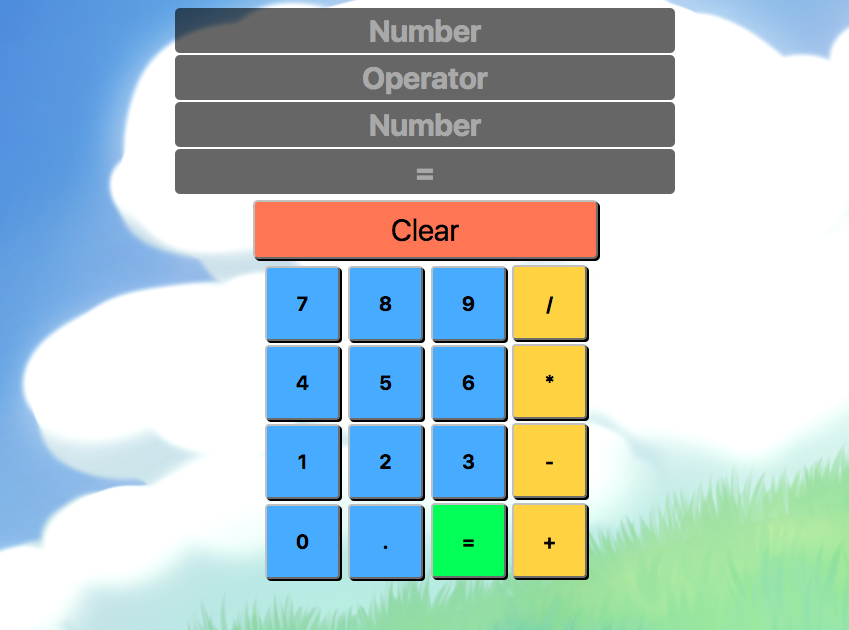 Number
Operator
Number
=
Clear
7 8 9 /
4 5 6 *
1 2 3 -
0 . = +